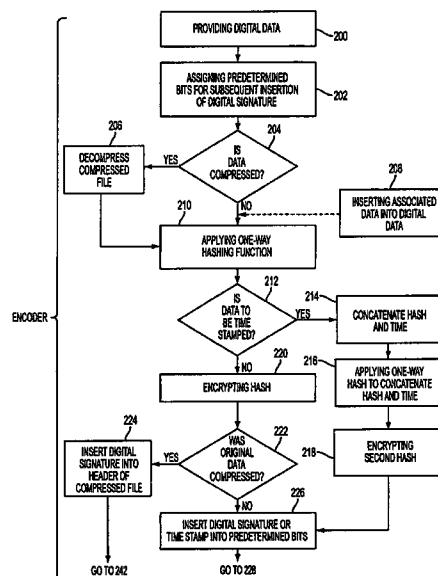 PROVIDING DIGITAL DATA
200
ASSIGNING PREDETERMINED
BITS FOR SUBSEQUENT INSERTION
OF DIGITAL SIGNATURE
202
206
DECOMPRESS
COMPRESSED
FILE
YES
IS
DATA
COMPRESSED?
204
NO
208
INSERTING ASSOCIATED
DATA INTO DIGITAL
DATA
210
APPLYING ONE-WAY
HASHING FUNCTION
ENCODER
212
IS
DATA TO
BE TIME
STAMPED?
YES
214
CONCATENATE HASH
AND TIME
NO
220
216
APPLYING ONE-WAY
HASH TO CONCATENATE
HASH AND TIME
ENCRYPTING HASH
224
INSERT DIGITAL
SIGNATURE INTO
HEADER OF
COMPRESSED FILE
YES
222
WAS
ORIGINAL
DATA
COMPRESSED?
218
ENCRYPTING
SECOND HASH
NO
226
INSERT DIGITAL SIGNATURE OR
TIME STAMP INTO PREDETERMINED BITS
GO TO 242
GO TO 228